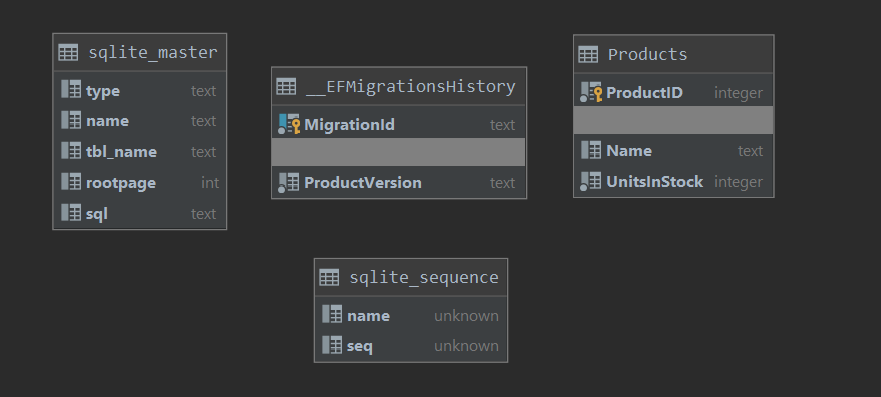 sqlite_master
type text
name text
tbl_name text
rootpage int
sql text
__EFMigrationsHistory
MigrationId text
ProductVersion text
Products
ProductID integer
Name text
UnitsInStock integer
sqlite_sequence
name unknown
seq unknown